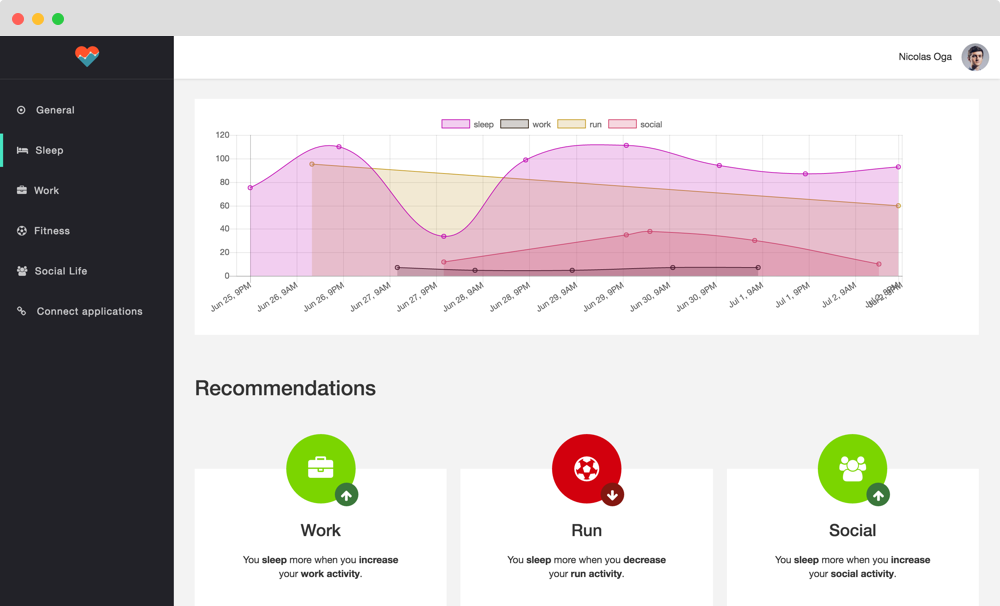 Nicolas Oga
General
Sleep
Work
Fitness
Social Life
Connect applications
sleep work run social
120
100
80
60
40
20
0
Jun 25, 9PM
Jun 26, 9AM
Jun 26, 9PM
Jun 27, 9AM
Jun 27, 9PM
Jun 28, 9AM
Jun 28, 9PM
Jun 29, 9AM
Jun 29, 9PM
Jun 30, 9AM
Jun 30, 9PM
Jul 1, 9AM
Jul 1, 9PM
Jul 2, 9AM
Recommendations
Work
You sleep more when you increase
your work activity.
Run
You sleep more when you decrease
your run activity.
Social
You sleep more when you increase
your social activity.